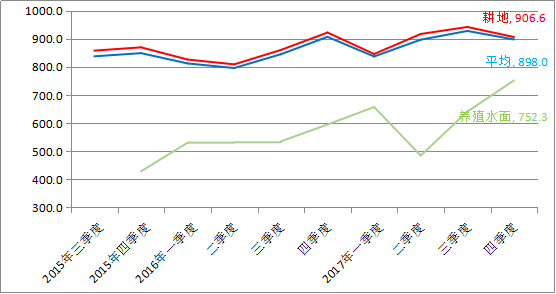 1000.0
900.0
800.0
700.0
600.0
500.0
400.0
300.0
耕地, 906.6
平均, 898.0
养殖水面, 752.3
2015年三季度
2015年四季度
2016年一季度
二季度
三季度
四季度
2017年一季度
二季度
三季度
四季度